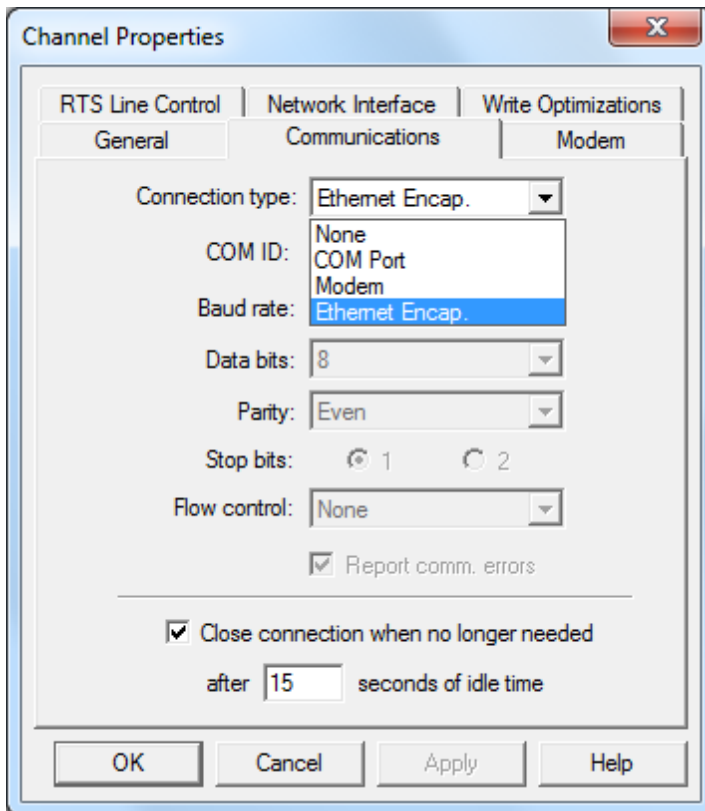 Channel Properties
RTS Line Control Network Interface Write Optimizations
General Communications Modem
Connection type: Ethernet Encap.
None
COM ID: COM Port
Modem
Baud rate: Ethernet Encap.
Data bits: 8
Parity: Even
Stop bits: 1 2
Flow control: None
Report comm. errors
Close connection when no longer needed
after 15 seconds of idle time
OK Cancel Apply Help